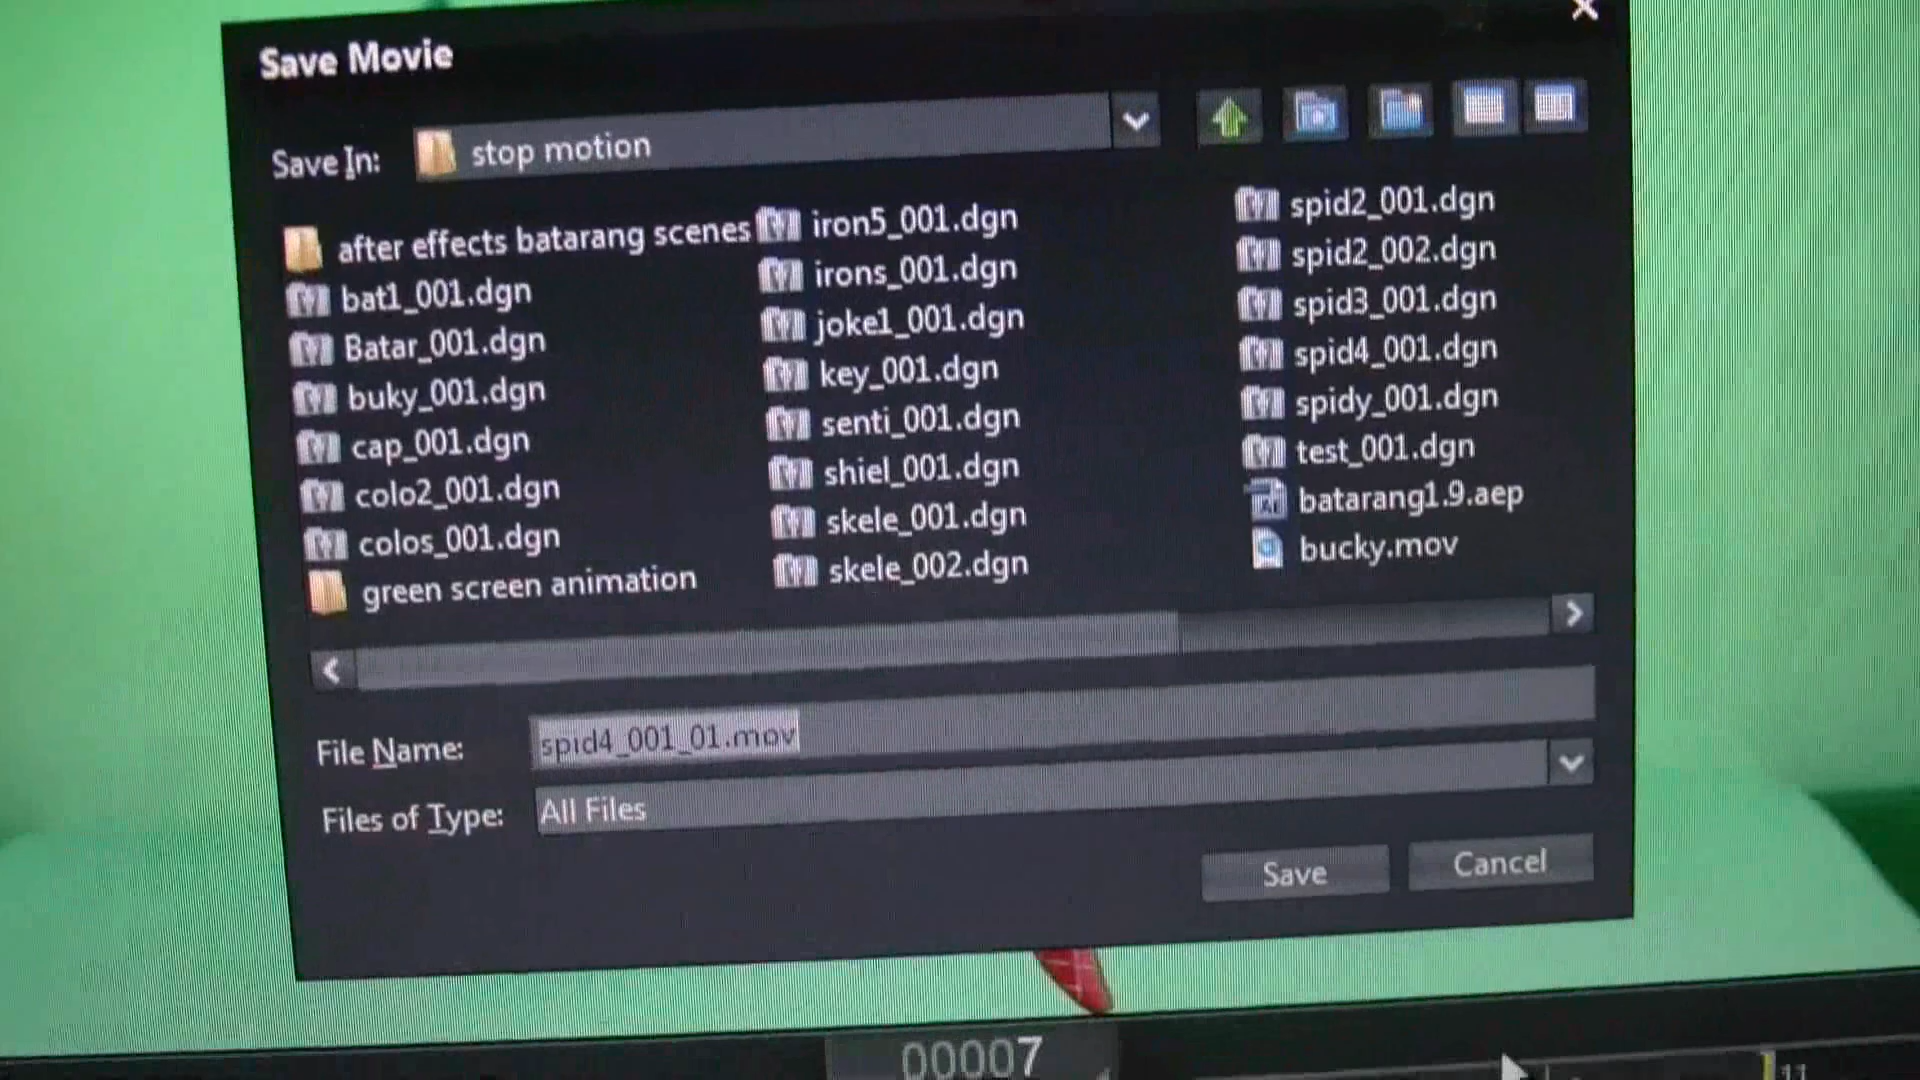 Save Movie
Save In: stop motion
after effects batarang scenes
bat1_001.dgn
Batar_001.dgn
buky_001.dgn
cap_001.dgn
colo2_001.dgn
colos_001.dgn
green screen animation
iron5_001.dgn
irons_001.dgn
joke1_001.dgn
key_001.dgn
senti_001.dgn
shiel_001.dgn
skele_001.dgn
skele_002.dgn
spid2_001.dgn
spid2_002.dgn
spid3_001.dgn
spid4_001.dgn
spidy_001.dgn
test_001.dgn
batarang1.9.aep
bucky.mov
File Name: spid4_001_01.mov
Files of Type: All Files
Save Cancel
00007
11